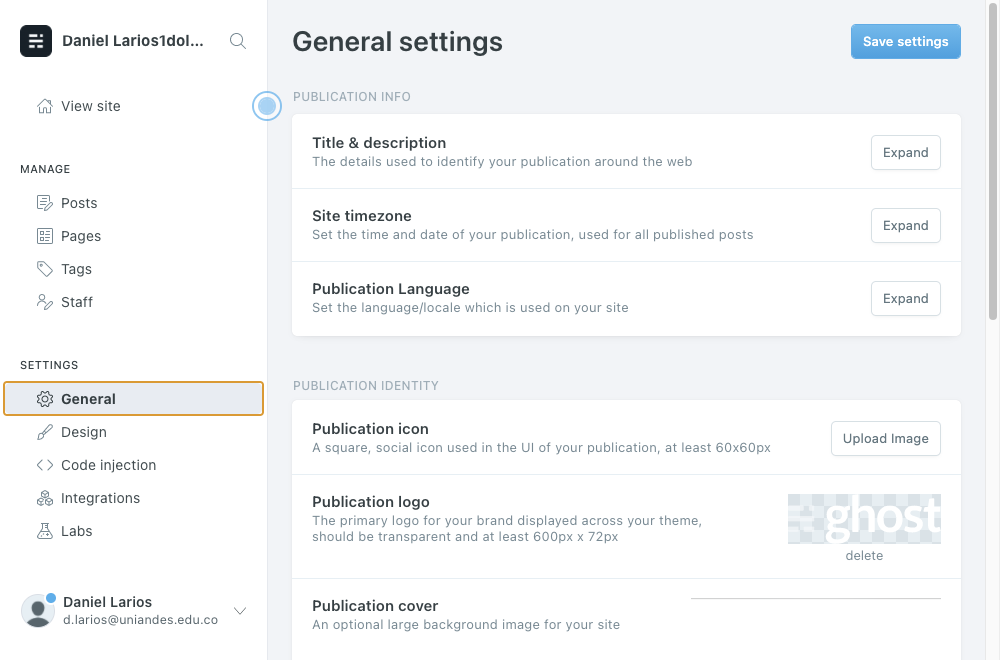 Daniel Larios1dol...
View site
MANAGE
Posts
Pages
Tags
Staff
SETTINGS
General
Design
Code injection
Integrations
Labs
Daniel Larios
d.larios@uniandes.edu.co
General settings
Save settings
PUBLICATION INFO
Title & description
The details used to identify your publication around the web
Expand
Site timezone
Set the time and date of your publication, used for all published posts
Expand
Publication Language
Set the language/locale which is used on your site
Expand
PUBLICATION IDENTITY
Publication icon
A square, social icon used in the UI of your publication, at least 60x60px
Upload Image
Publication logo
The primary logo for your brand displayed across your theme,
should be transparent and at least 600px x 72px
ghost
delete
Publication cover
An optional large background image for your site